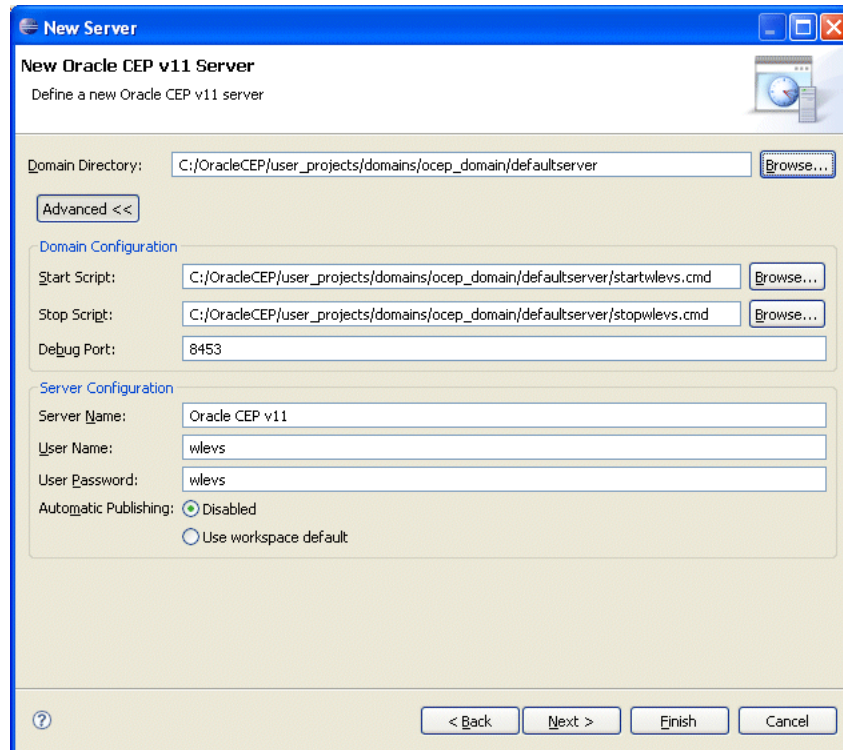 New Server
New Oracle CEP v11 Server
Define a new Oracle CEP v11 server
Domain Directory: C:/OracleCEP/user_projects/domains/ocep_domain/defaultserver Browse...
Advanced <<
Domain Configuration
Start Script: C:/OracleCEP/user_projects/domains/ocep_domain/defaultserver/startwlevs.cmd Browse...
Stop Script: C:/OracleCEP/user_projects/domains/ocep_domain/defaultserver/stopwlevs.cmd Browse...
Debug Port: 8453
Server Configuration
Server Name: Oracle CEP v11
User Name: wlevs
User Password: wlevs
Automatic Publishing: Disabled
Use workspace default
? < Back Next > Finish Cancel